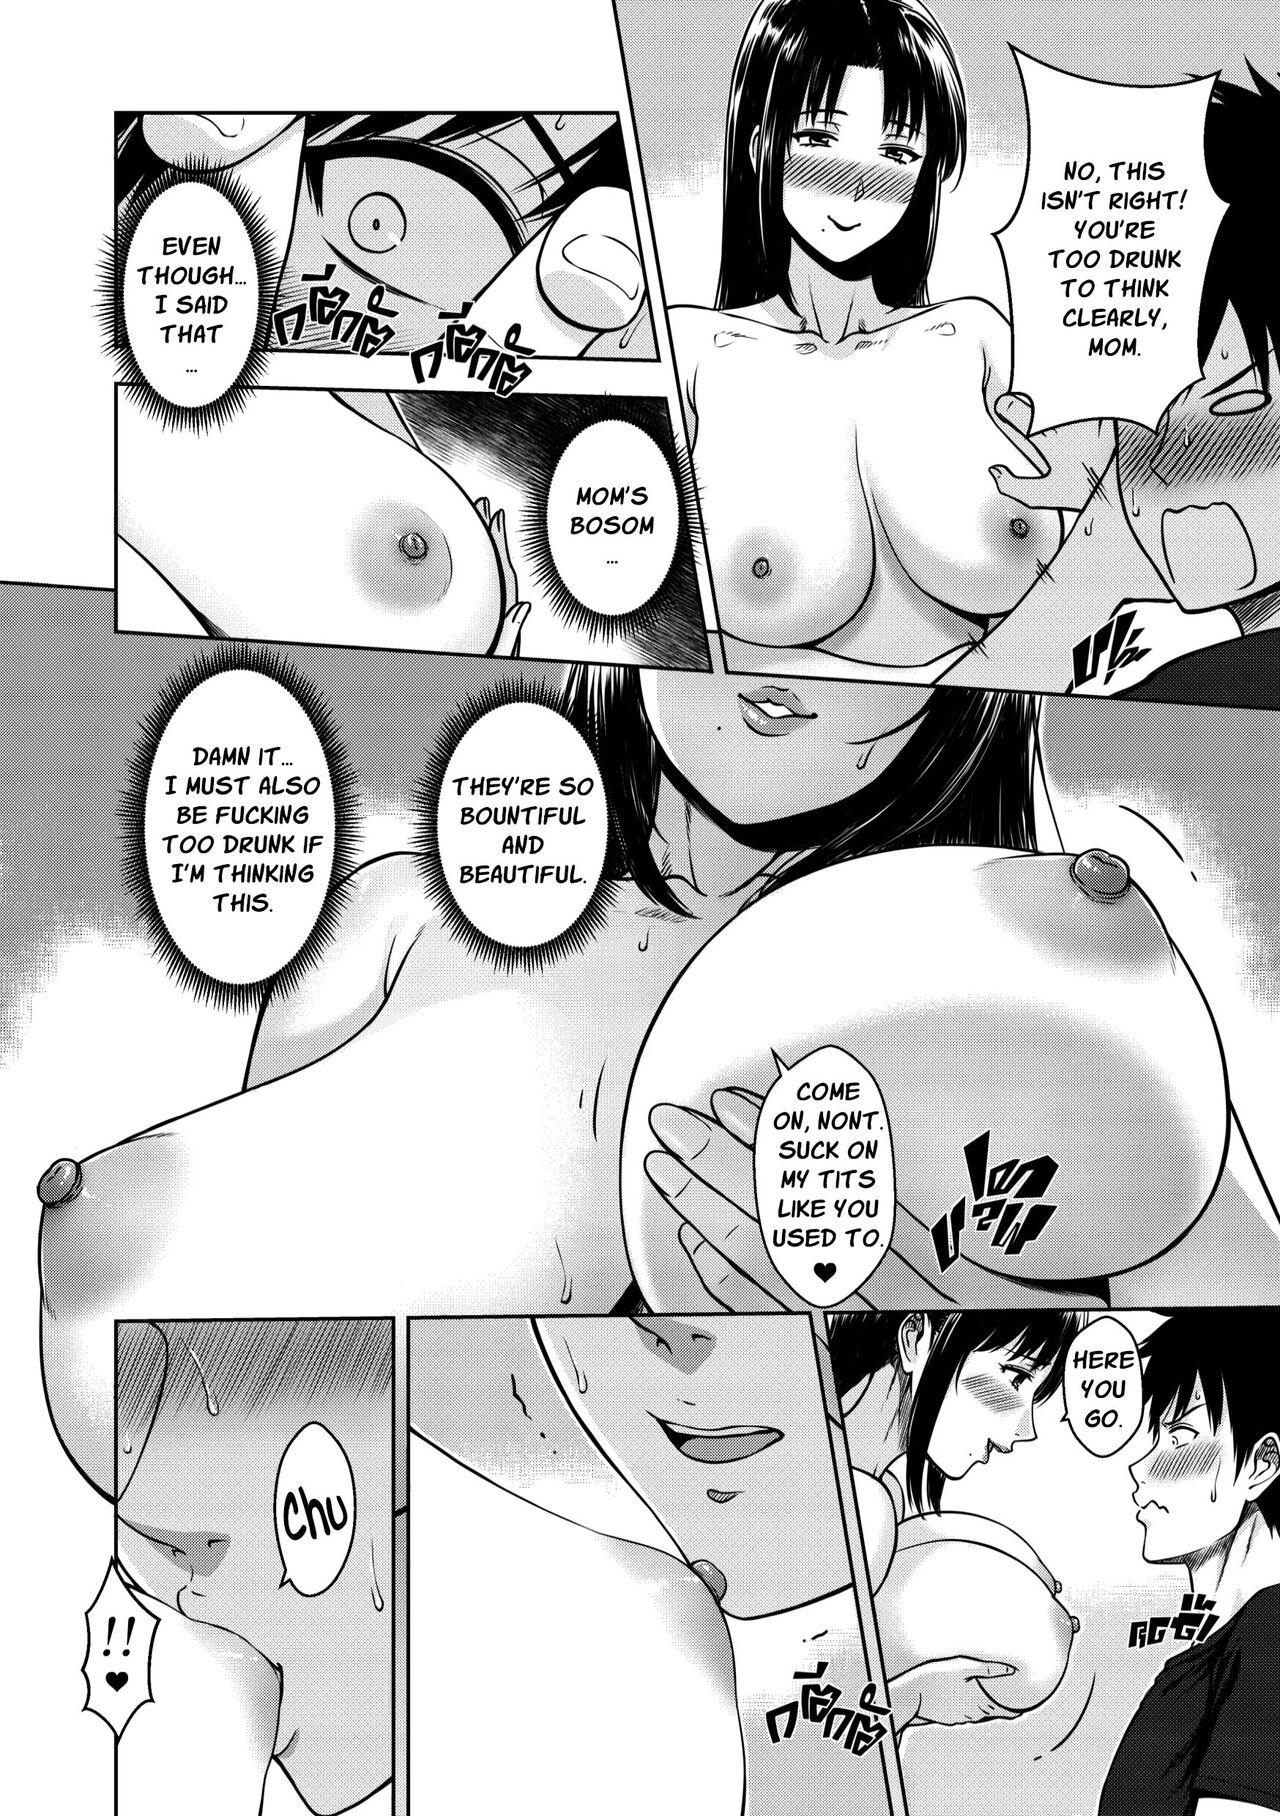 NO, THIS
ISN'T RIGHT!
YOU'RE
TOO DRUNK
TO THINK
CLEARLY,
MOM.
EVEN
THOUGH...
I SAID
THAT
...
MOM'S
BOSOM
...
THEY'RE SO
BOUNTIFUL
AND
BEAUTIFUL.
DAMN IT...
I MUST ALSO
BE FUCKING
TOO DRUNK IF
I'M THINKING
THIS.
COME
ON, NONT.
SUCK ON
MY TITS
LIKE YOU
USED TO.
♥
HERE
YOU
GO.
Chu
!!
♥